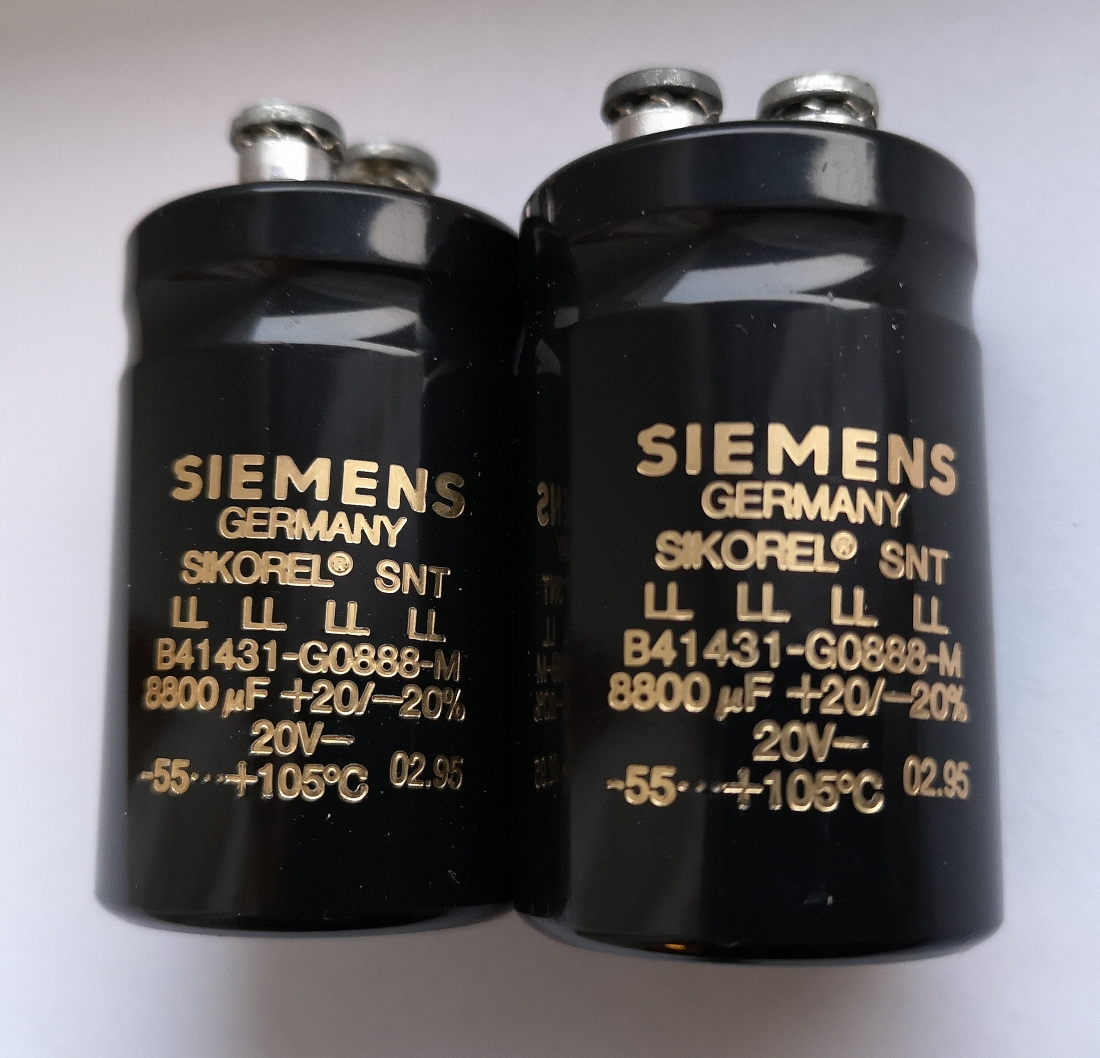 SIEMENS
GERMANY
SIKOREL® SNT
LL LL LL LL
B41431-G0888-M
8800 µF +20/-20%
20V-
-55...+105°C 02.95
SIEMENS
GERMANY
SIKOREL® SNT
LL LL LL LL
B41431-G0888-M
8800 µF +20/-20%
20V-
-55...+105°C 02.95